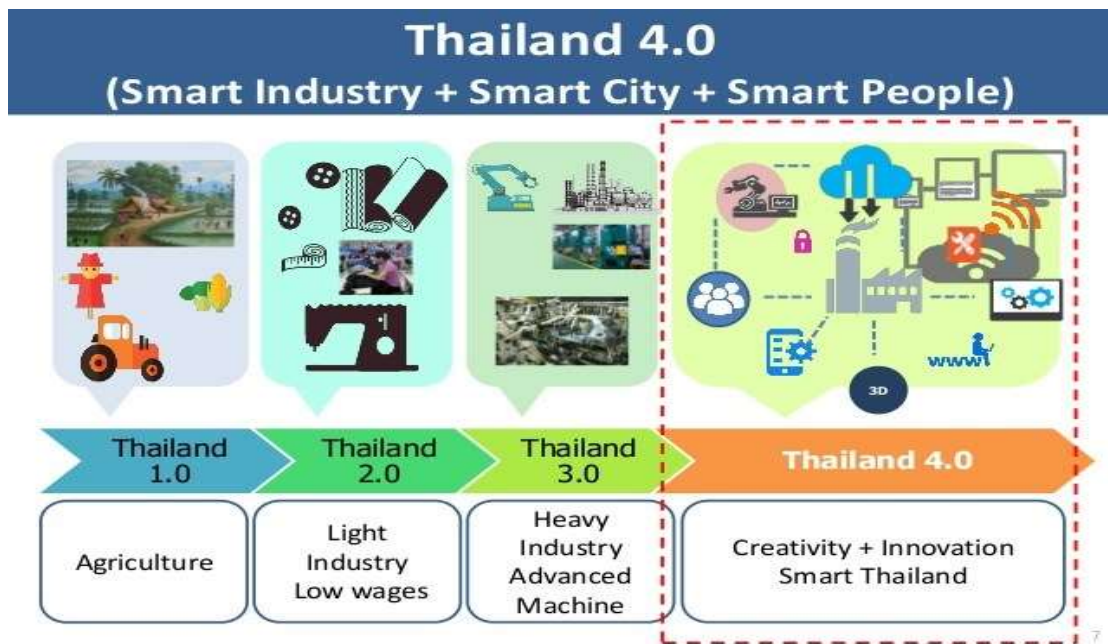 Thailand 4.0
(Smart Industry + Smart City + Smart People)
www
3D
Thailand
1.0
Thailand
2.0
Thailand
3.0
Thailand 4.0
Agriculture
Light
Industry
Low wages
Heavy
Industry
Advanced
Machine
Creativity + Innovation
Smart Thailand
7